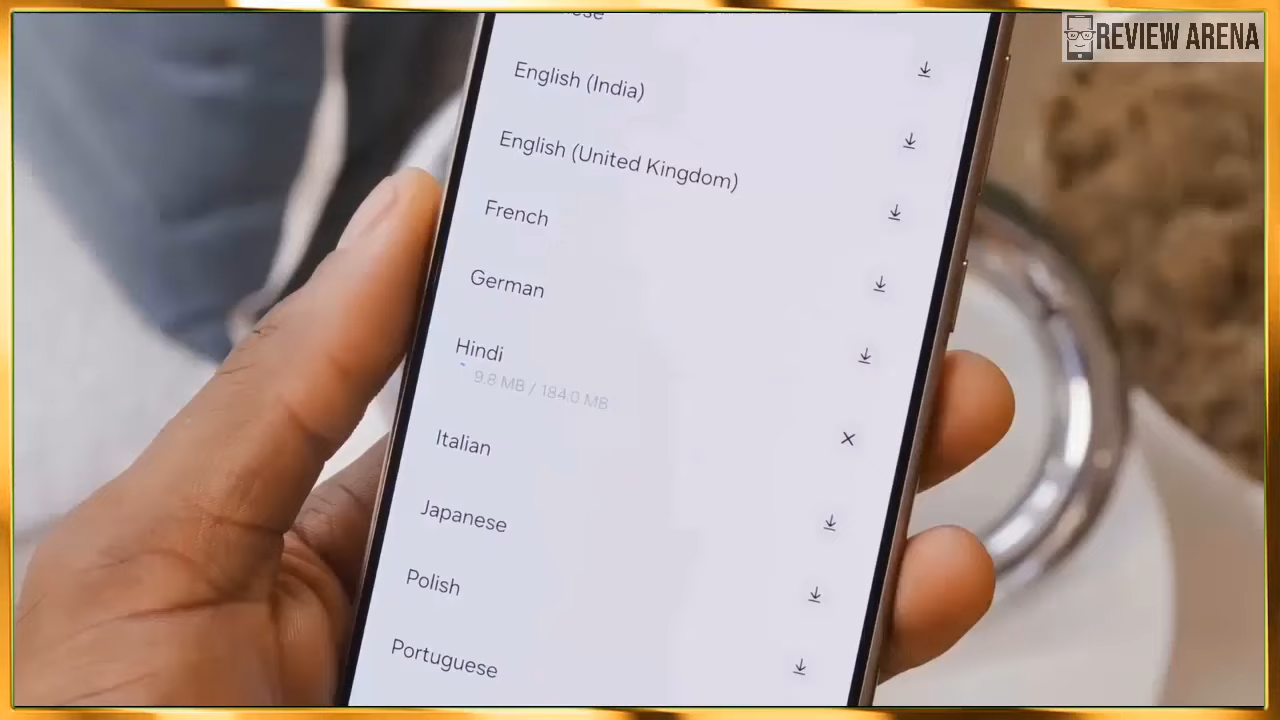 REVIEW ARENA
English (India)
English (United Kingdom)
French
German
Hindi
9.8 MB / 184.0 MB
Italian
Japanese
Polish
Portuguese